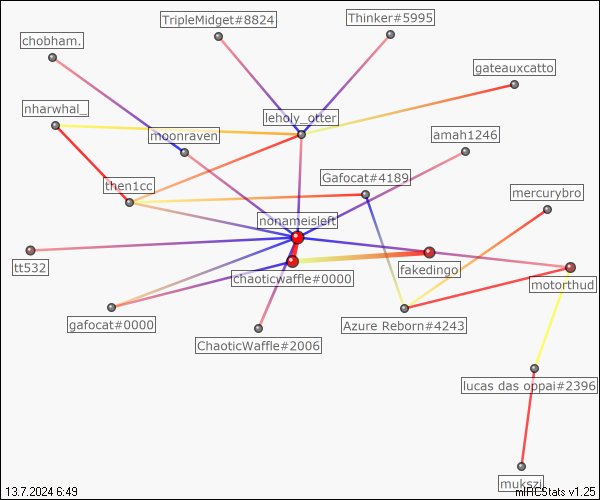 TripleMidget#8824
Thinker#5995
chobham.
gateauxcatto
nharwhal_
leholy_otter
moonraven
amah1246
then1cc
Gafocat#4189
mercurybro
nonameisleft
tt532
chaoticwaffle#0000
fakedingo
motorthud
gafocat#0000
Azure Reborn#4243
ChaoticWaffle#2006
lucas das oppai#2396
mukszi
13.7.2024 6:49
mIRCStats v1.25